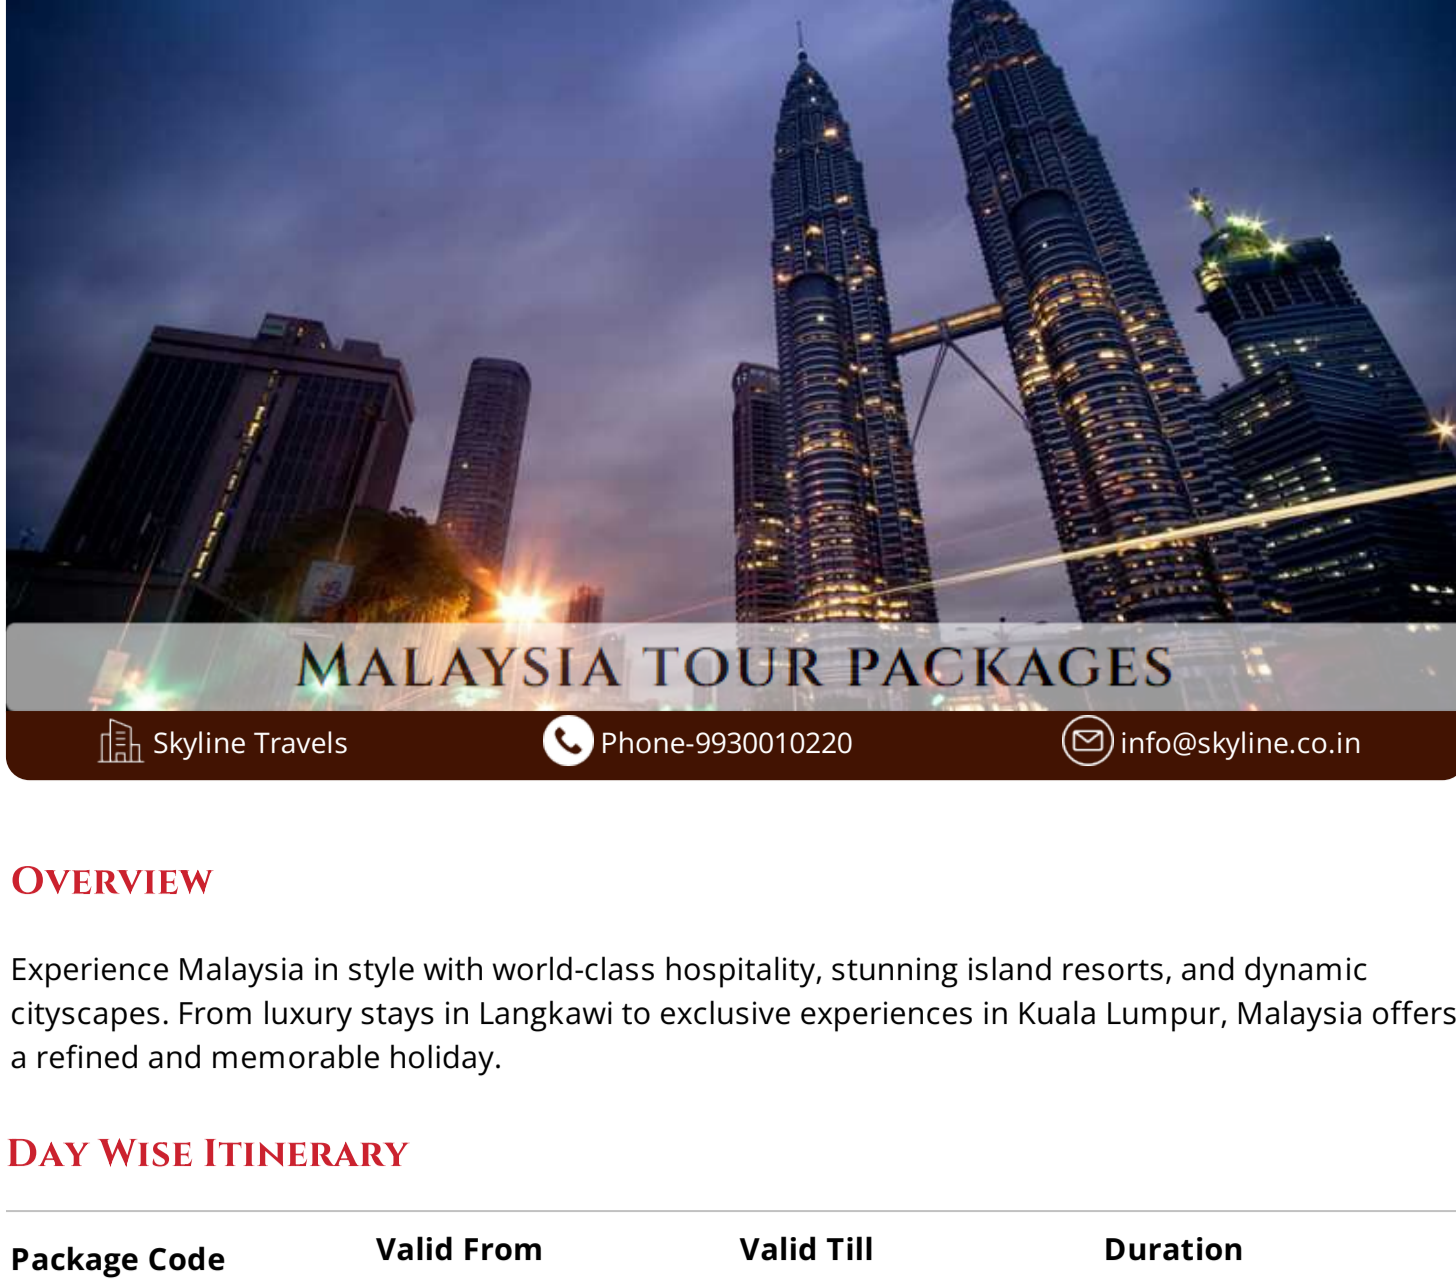 MALAYSIA TOUR PACKAGES
Skyline Travels
Phone-9930010220
info@skyline.co.in
OVERVIEW
Experience Malaysia in style with world-class hospitality, stunning island resorts, and dynamic
cityscapes. From luxury stays in Langkawi to exclusive experiences in Kuala Lumpur, Malaysia offers
a refined and memorable holiday.
DAY WISE ITINERARY
Package Code
Valid From
Valid Till
Duration